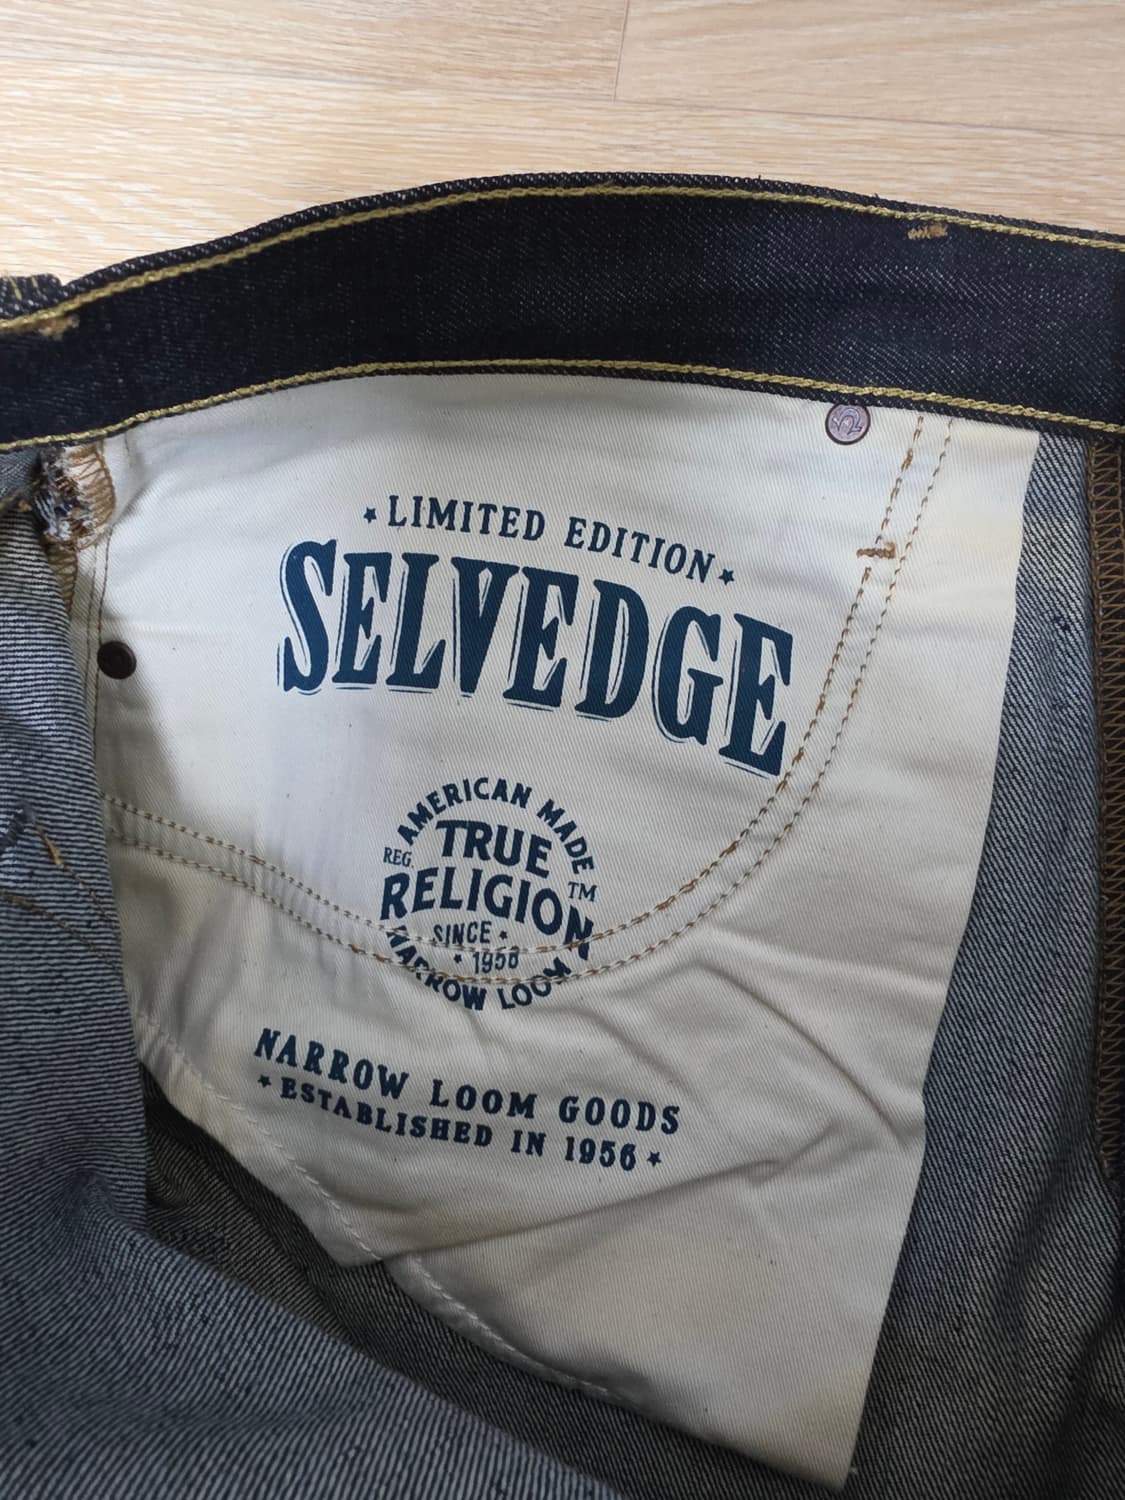 ★ LIMITED EDITION ★
SELVEDGE
AMERICAN MADE
REG. TRUE
RELIGION ™
SINCE ★
★ 1956
NARROW LOOM
NARROW LOOM GOODS
★ ESTABLISHED IN 1956 ★